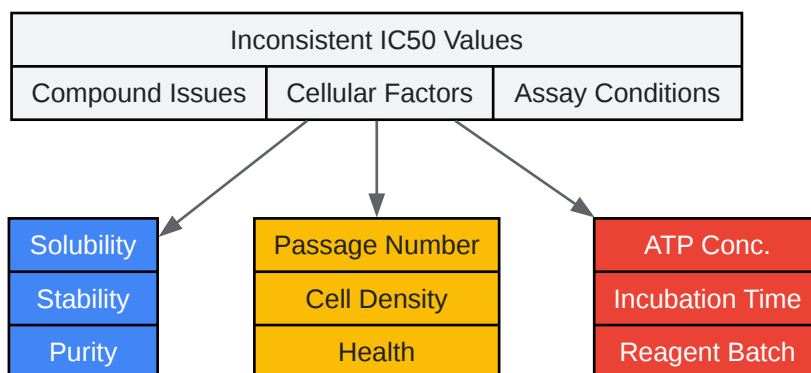 Inconsistent IC50 Values
Compound Issues
Cellular Factors
Assay Conditions
Solubility
Stability
Purity
Passage Number
Cell Density
Health
ATP Conc.
Incubation Time
Reagent Batch